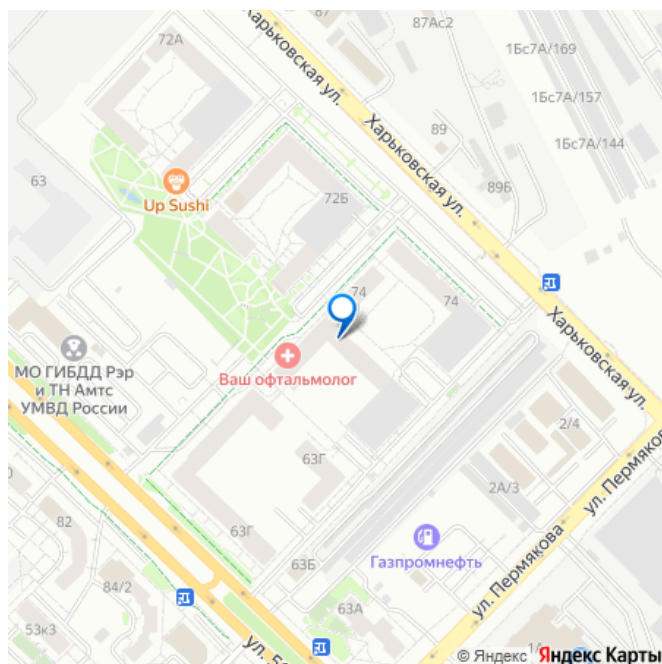 72А
87
87Ас2
1Бс7А/169
1Бс7А/157
1Бс7А/144
Харьковская ул.
Харьковская ул.
89
89Б
63
Up Sushi
72Б
74
74
Харьковская ул.
МО ГИБДД Рэр
и ТН Амтс
УМВД России
Ваш офтальмолог
2/4
ул. Пермякова
63Г
2А/3
82
63Г
Газпромнефть
ул. Пермякова
63Б
84/2
53к3
63А
ул.
1А
© Яндекс Яндекс Карты